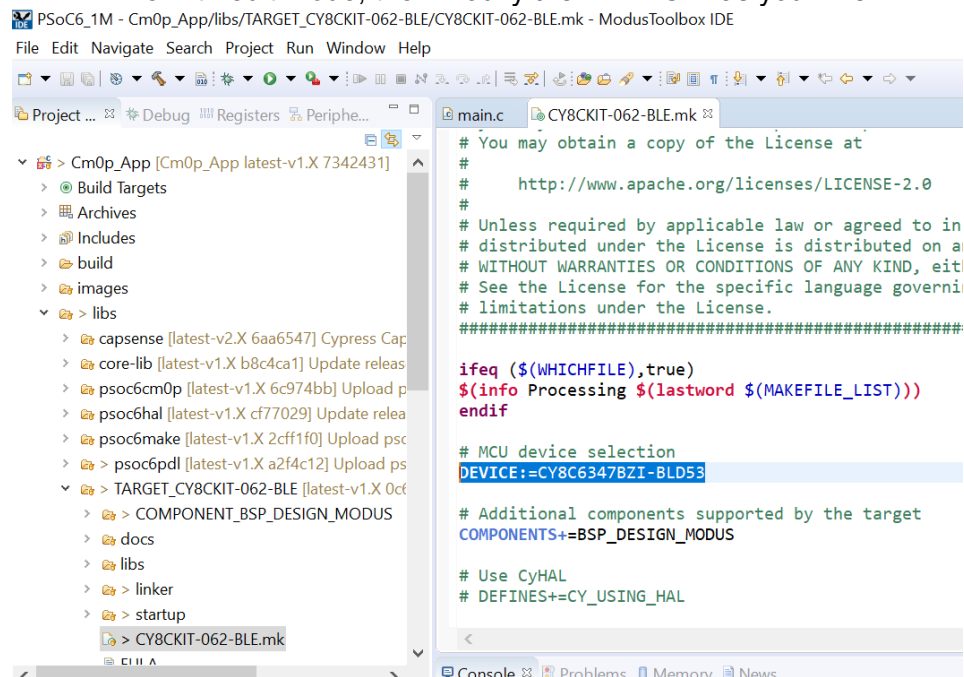 PSoC6_1M - Cm0p_App/libs/TARGET_CY8CKIT-062-BLE/CY8CKIT-062-BLE.mk - ModusToolbox IDE
File Edit Navigate Search Project Run Window Help
Project ... Debug Registers Periphe...
main.c CY8CKIT-062-BLE.mk
> Cm0p_App [Cm0p_App latest-v1.X 7342431]
Build Targets
Archives
Includes
build
images
> libs
capsense [latest-v2.X 6aa6547] Cypress Cap
core-lib [latest-v1.X b8c4ca1] Update releas
psoc6cm0p [latest-v1.X 6c974bb] Upload p
psoc6hal [latest-v1.X cf77029] Update relea
psoc6make [latest-v1.X 2cff1f0] Upload psc
> psoc6pdl [latest-v1.X a2f4c12] Upload ps
> TARGET_CY8CKIT-062-BLE [latest-v1.X 0c6
> COMPONENT_BSP_DESIGN_MODUS
docs
libs
> linker
> startup
> CY8CKIT-062-BLE.mk
EULA
# You may obtain a copy of the License at
#
# http://www.apache.org/licenses/LICENSE-2.0
#
# Unless required by applicable law or agreed to in
# distributed under the License is distributed on a
# WITHOUT WARRANTIES OR CONDITIONS OF ANY KIND, eit
# See the License for the specific language governi
# limitations under the License.
################################################
ifeq ($(WHICHFILE),true)
$(info Processing $(lastword $(MAKEFILE_LIST)))
endif
# MCU device selection
DEVICE:=CY8C6347BZI-BLD53
# Additional components supported by the target
COMPONENTS+=BSP_DESIGN_MODUS
# Use CyHAL
# DEFINES+=CY_USING_HAL
Console Problems Memory News